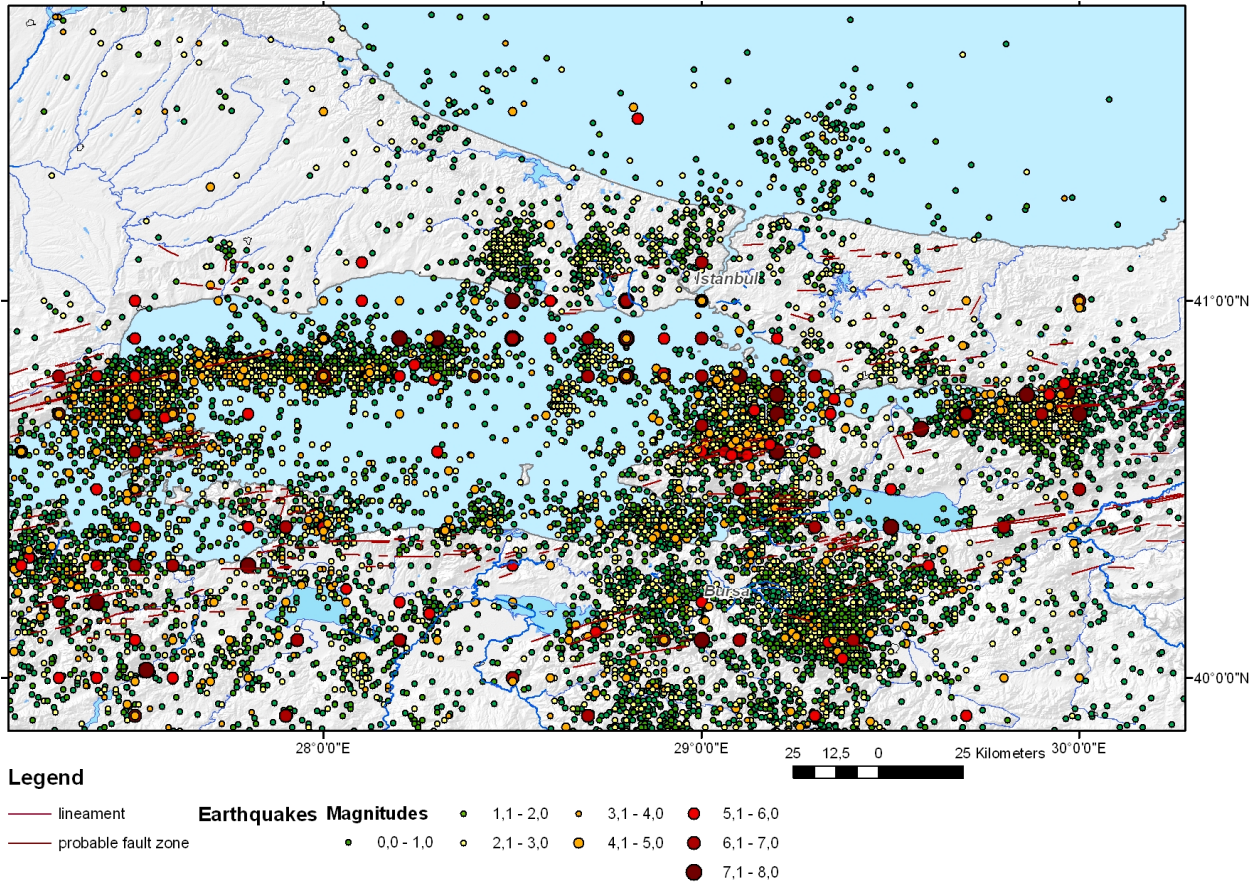 İstanbul
41°0'0"N
Bursa
40°0'0"N
28°0'0"E
29°0'0"E
30°0'0"E
25 12,5 0 25 Kilometers
Legend
lineament
probable fault zone
Earthquakes Magnitudes
0,0 - 1,0
1,1 - 2,0
2,1 - 3,0
3,1 - 4,0
4,1 - 5,0
5,1 - 6,0
6,1 - 7,0
7,1 - 8,0